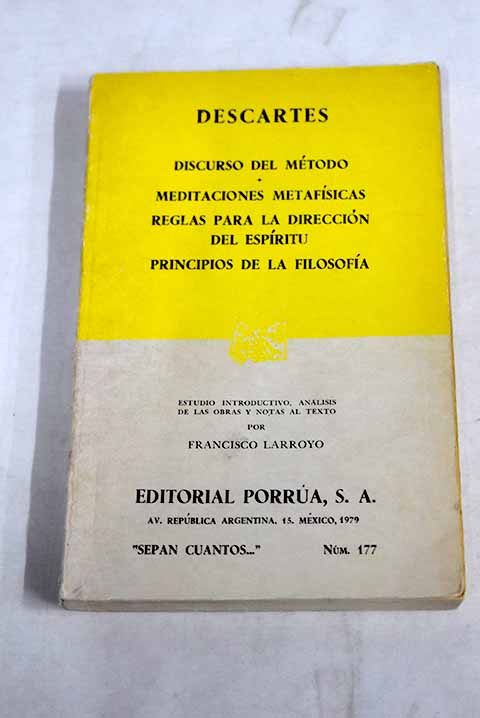 DESCARTES
DISCURSO DEL MÉTODO
MEDITACIONES METAFÍSICAS
REGLAS PARA LA DIRECCIÓN
DEL ESPÍRITU
PRINCIPIOS DE LA FILOSOFÍA
ESTUDIO INTRODUCTIVO, ANÁLISIS
DE LAS OBRAS Y NOTAS AL TEXTO
POR
FRANCISCO LARROYO
EDITORIAL PORRÚA, S. A.
AV. REPÚBLICA ARGENTINA, 15. MÉXICO, 1979
"SEPAN CUANTOS..." NÚM. 177